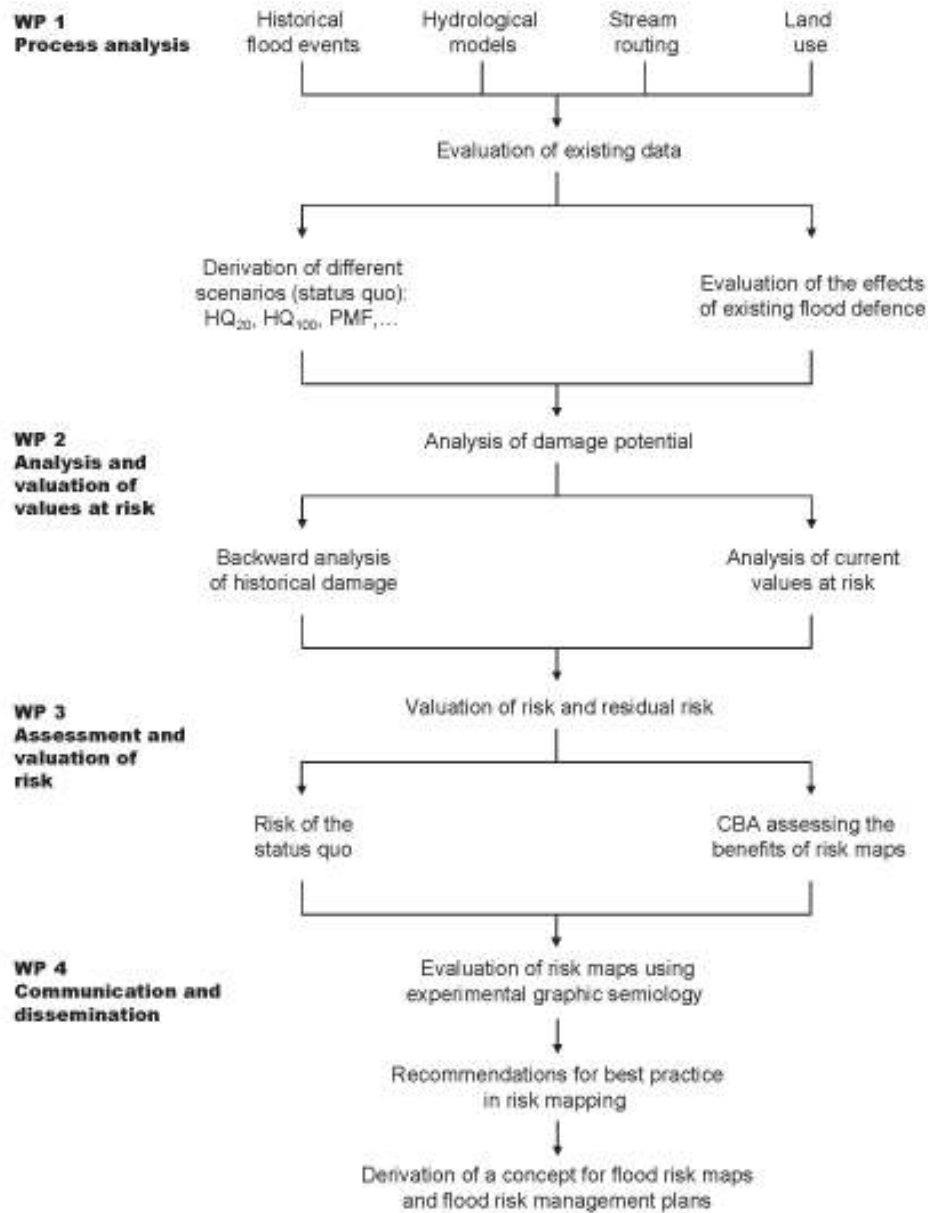 WP 1
Process analysis
Historical
flood events
Hydrological
models
Stream
routing
Land
use
Evaluation of existing data
Derivation of different
scenarios (status quo):
HQ20, HQ100, PMF,...
Evaluation of the effects
of existing flood defence
WP 2
Analysis and
valuation of
values at risk
Analysis of damage potential
Backward analysis
of historical damage
Analysis of current
values at risk
WP 3
Assessment and
valuation of
risk
Valuation of risk and residual risk
Risk of the
status quo
CBA assessing the
benefits of risk maps
WP 4
Communication and
dissemination
Evaluation of risk maps using
experimental graphic semiology
Recommendations for best practice
in risk mapping
Derivation of a concept for flood risk maps
and flood risk management plans